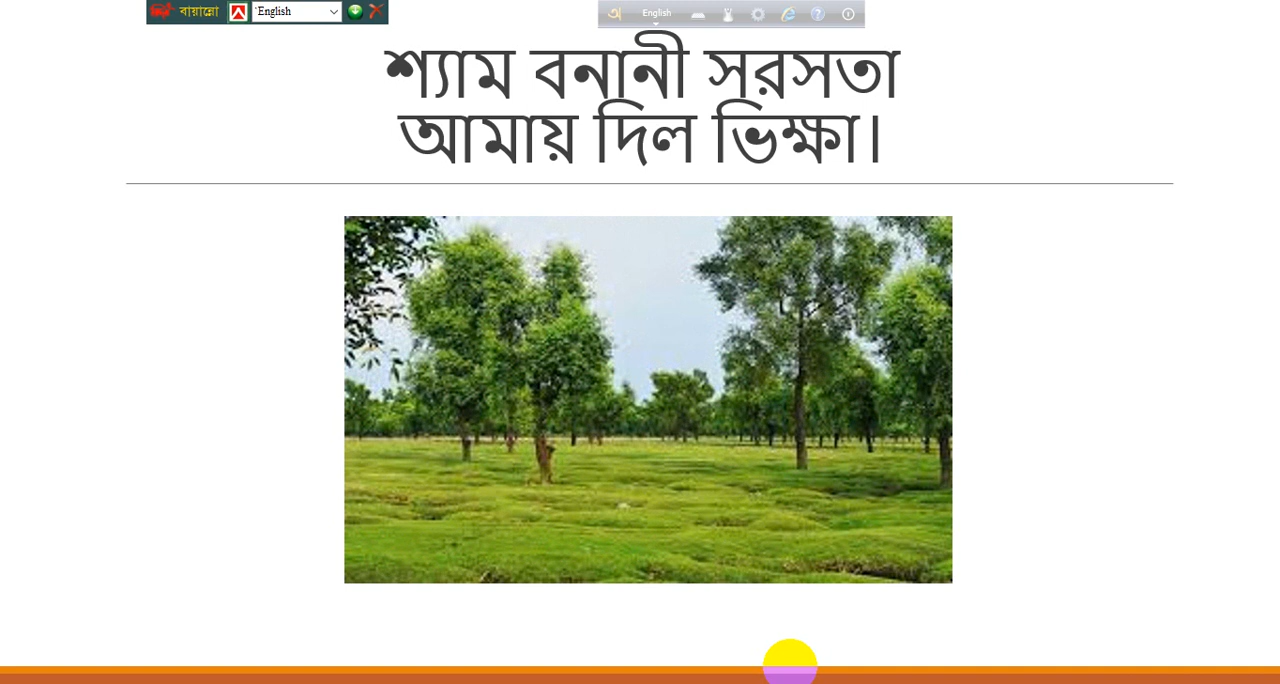 বায়ান্নো
`English
English
শ্যাম বনানী সরসতা
আমায় দিল ভিক্ষা।